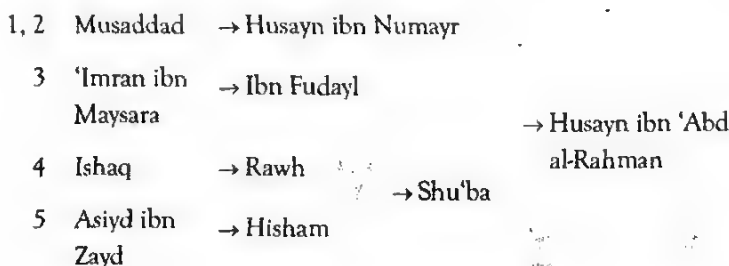 1, 2 Musaddad → Husayn ibn Numayr
3 ‘Imran ibn → Ibn Fudayl
Maysara
→ Husayn ibn ‘Abd
al-Rahman
4 Ishaq → Rawh
→ Shu‘ba
5 Asiyd ibn → Hisham
Zayd